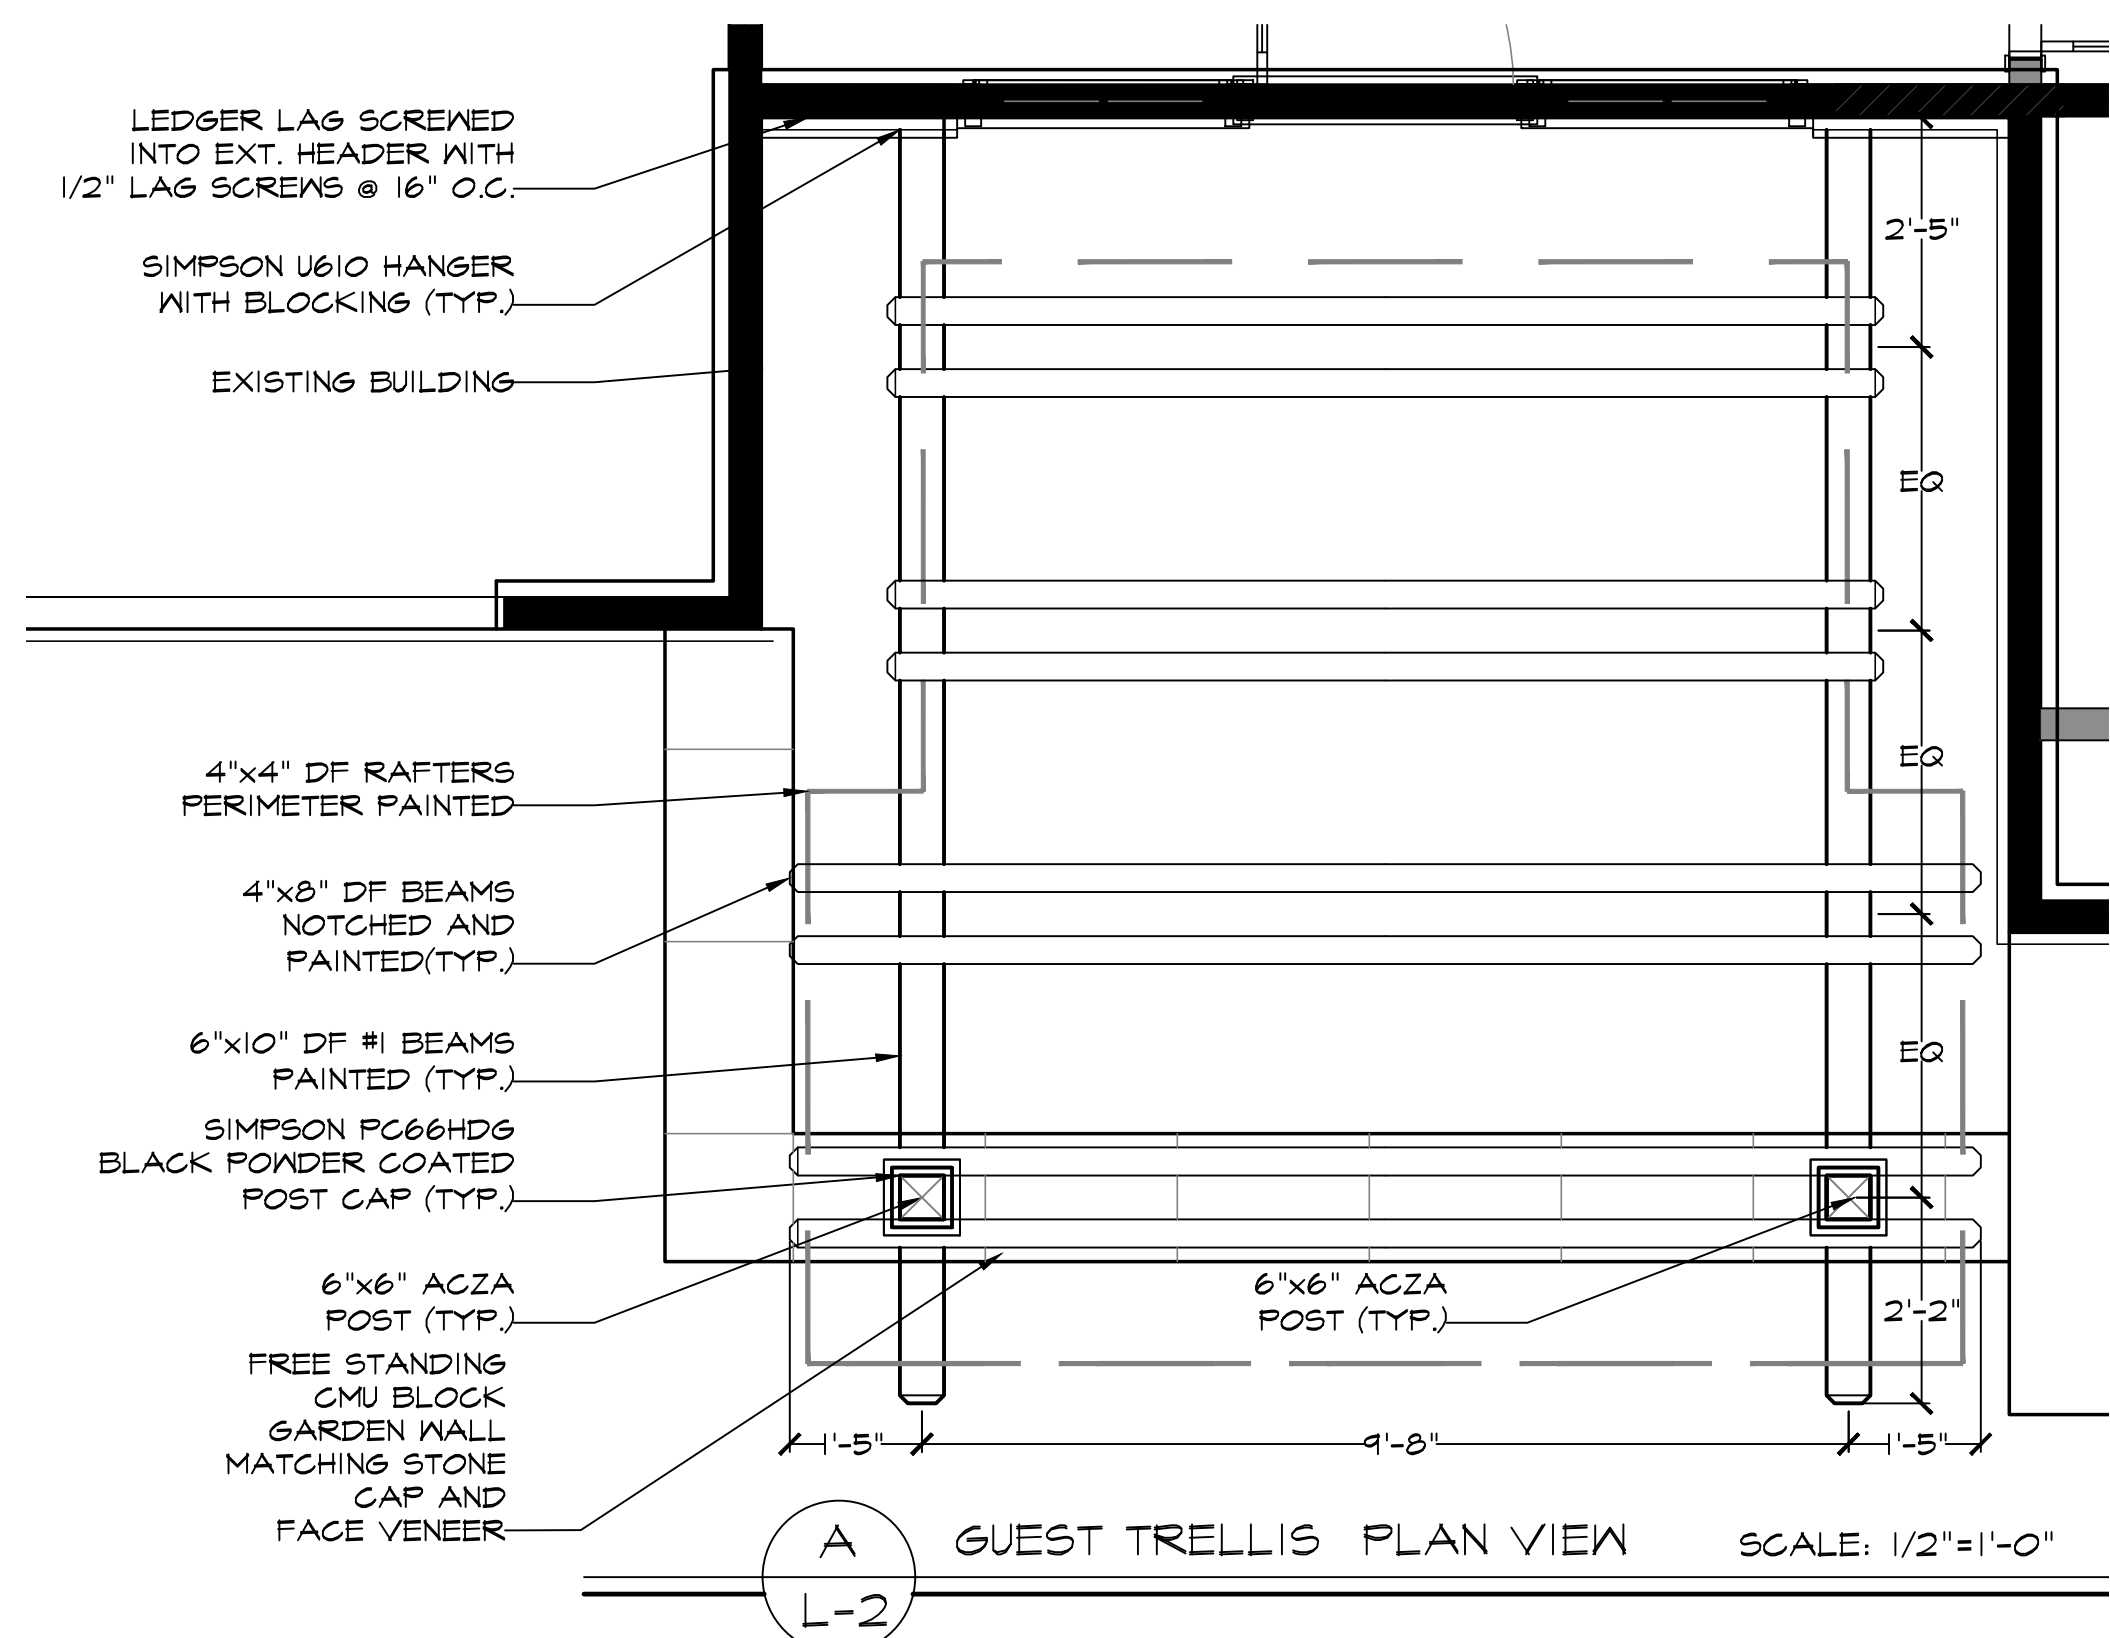 LEDGER LAG SCREWED
INTO EXT. HEADER WITH
1/2" LAG SCREWS @ 16" O.C.
SIMPSON U610 HANGER
WITH BLOCKING (TYP.)
EXISTING BUILDING
4"x4" DF RAFTERS
PERIMETER PAINTED
4"x8" DF BEAMS
NOTCHED AND
PAINTED(TYP.)
6"x10" DF #1 BEAMS
PAINTED (TYP.)
SIMPSON PC66HDG
BLACK POWDER COATED
POST CAP (TYP.)
6"x6" ACZA
POST (TYP.)
FREE STANDING
CMU BLOCK
GARDEN WALL
MATCHING STONE
CAP AND
FACE VENEER
6"x6" ACZA
POST (TYP.)
2'-5"
EQ
EQ
EQ
2'-2"
1'-5"
9'-8"
1'-5"
A
L-2
GUEST TRELLIS PLAN VIEW
SCALE: 1/2"=1'-0"